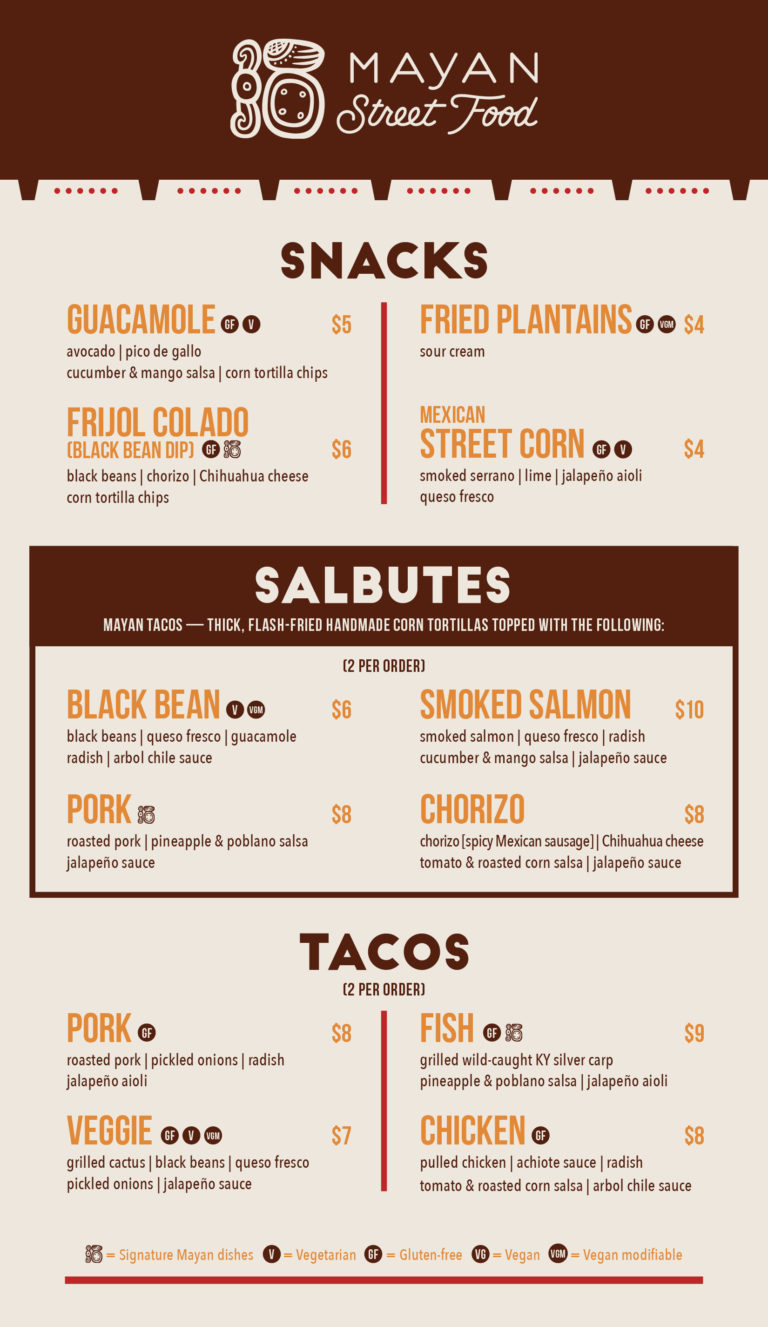 MAYAN
Street Food
SNACKS
GUACAMOLE GF V $5
avocado | pico de gallo
cucumber & mango salsa | corn tortilla chips
FRIED PLANTAINS GF VGM $4
sour cream
FRIJOL COLADO
(BLACK BEAN DIP) GF $6
black beans | chorizo | Chihuahua cheese
corn tortilla chips
MEXICAN
STREET CORN GF V $4
smoked serrano | lime | jalapeño aioli
queso fresco
SALBUTES
MAYAN TACOS — THICK, FLASH-FRIED HANDMADE CORN TORTILLAS TOPPED WITH THE FOLLOWING:
(2 PER ORDER)
BLACK BEAN V VGM $6
black beans | queso fresco | guacamole
radish | arbol chile sauce
SMOKED SALMON $10
smoked salmon | queso fresco | radish
cucumber & mango salsa | jalapeño sauce
PORK $8
roasted pork | pineapple & poblano salsa
jalapeño sauce
CHORIZO $8
chorizo [spicy Mexican sausage] | Chihuahua cheese
tomato & roasted corn salsa | jalapeño sauce
TACOS
(2 PER ORDER)
PORK GF $8
roasted pork | pickled onions | radish
jalapeño aioli
FISH GF $9
grilled wild-caught KY silver carp
pineapple & poblano salsa | jalapeño aioli
VEGGIE GF V VGM $7
grilled cactus | black beans | queso fresco
pickled onions | jalapeño sauce
CHICKEN GF $8
pulled chicken | achiote sauce | radish
tomato & roasted corn salsa | arbol chile sauce
= Signature Mayan dishes V = Vegetarian GF = Gluten-free VG = Vegan VGM = Vegan modifiable